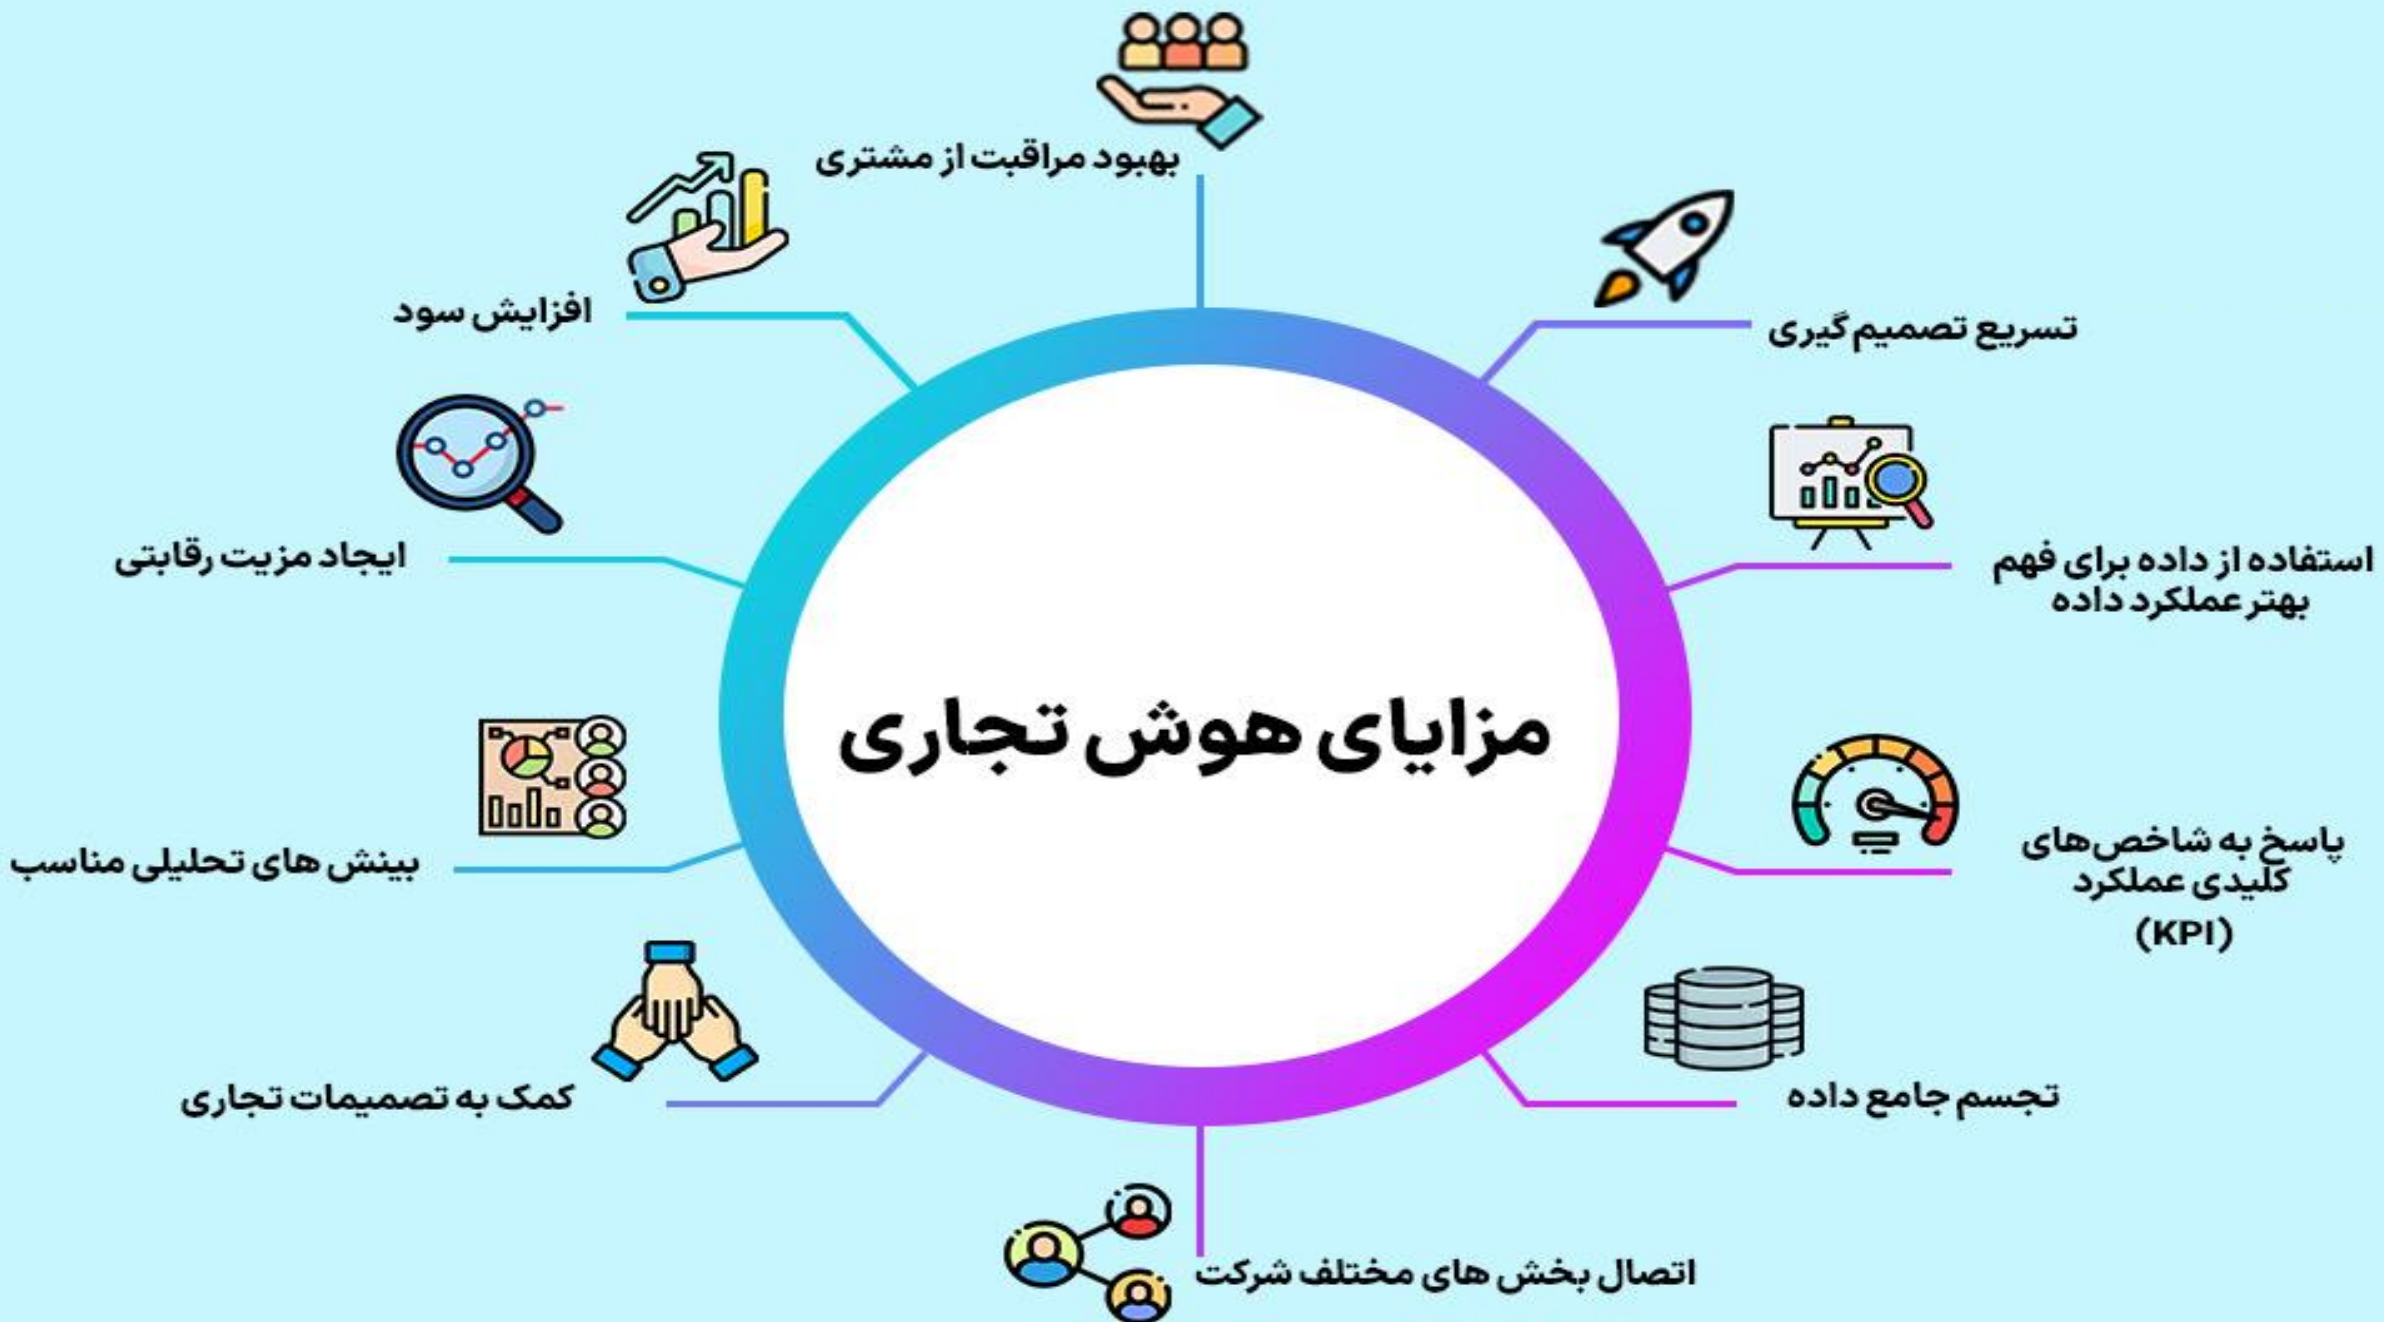 بهبود مراقبت از مشتری
تسریع تصمیم‌گیری
استفاده از داده برای فهم
بهتر عملکرد داده
پاسخ به شاخص‌های
کلیدی عملکرد
(KPI)
تجسم جامع داده
اتصال بخش های مختلف شرکت
کمک به تصمیمات تجاری
بینش های تحلیلی مناسب
ایجاد مزیت رقابتی
افزایش سود
مزایای هوش تجاری